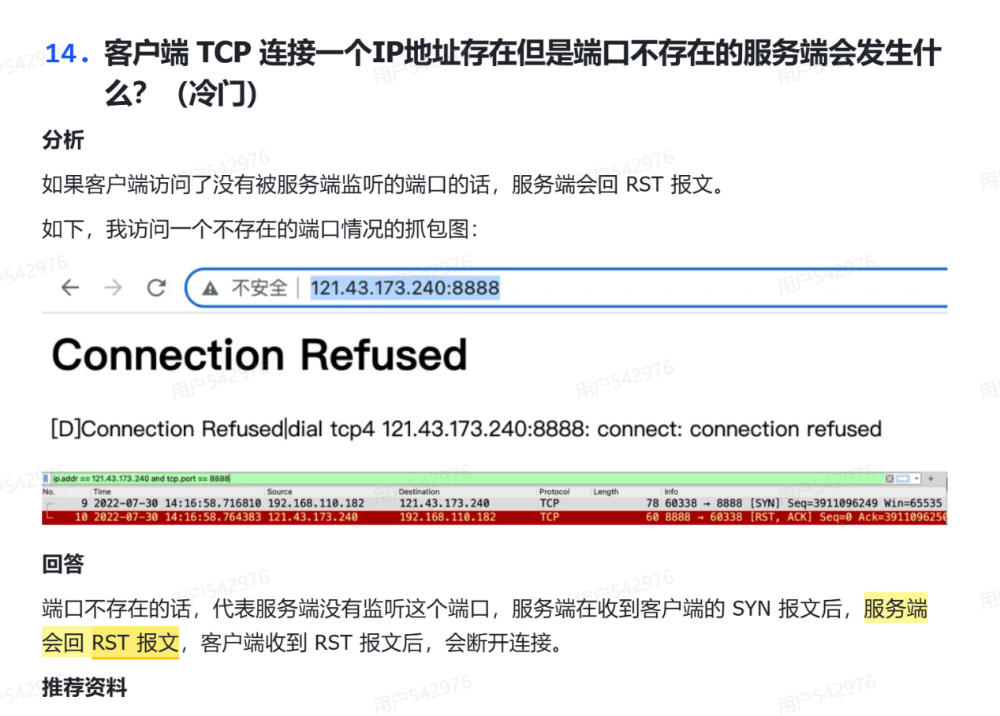 14. 客户端 TCP 连接一个IP地址存在但是端口不存在的服务端会发生什
么？（冷门）
分析
如果客户端访问了没有被服务端监听的端口的话，服务端会回 RST 报文。
如下，我访问一个不存在的端口情况的抓包图：
不安全 121.43.173.240:8888
Connection Refused
[D]Connection Refused|dial tcp4 121.43.173.240:8888: connect: connection refused
ip.addr == 121.43.173.240 and tcp.port == 8888
No. Time Source Destination Protocol Length Info
9 2022-07-30 14:16:58.716810 192.168.110.182 121.43.173.240 TCP 78 60338 → 8888 [SYN] Seq=3911096249 Win=65535
10 2022-07-30 14:16:58.764383 121.43.173.240 192.168.110.182 TCP 60 8888 → 60338 [RST, ACK] Seq=0 Ack=3911096250
回答
端口不存在的话，代表服务端没有监听这个端口，服务端在收到客户端的 SYN 报文后，服务端
会回 RST 报文，客户端收到 RST 报文后，会断开连接。
推荐资料
用户542976